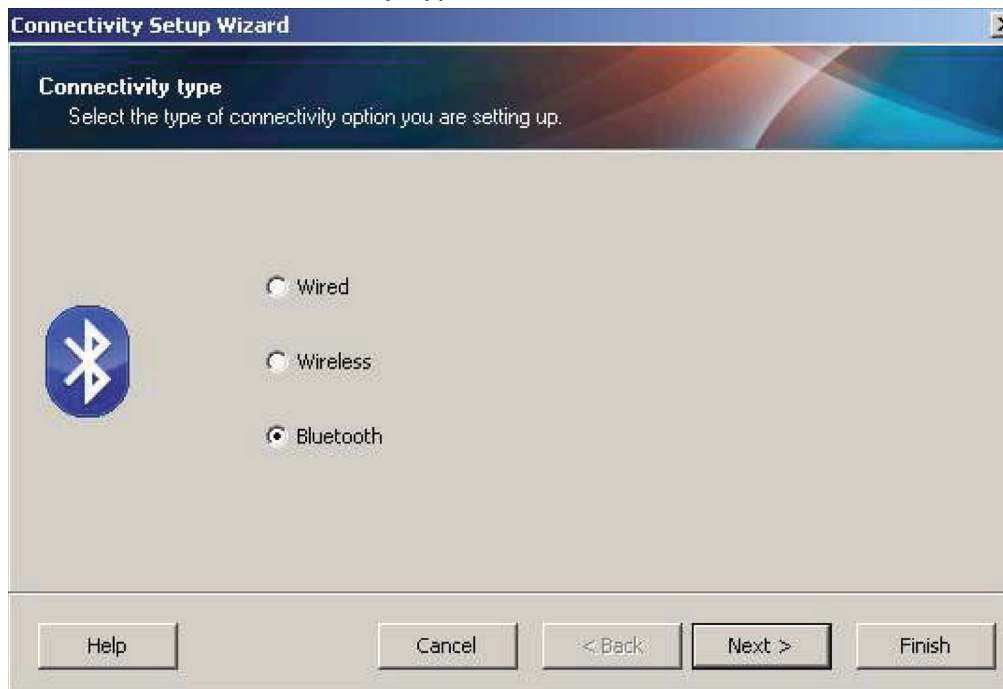 Connectivity Setup Wizard
Connectivity type
Select the type of connectivity option you are setting up.
Wired
Wireless
Bluetooth
Help Cancel < Back Next > Finish